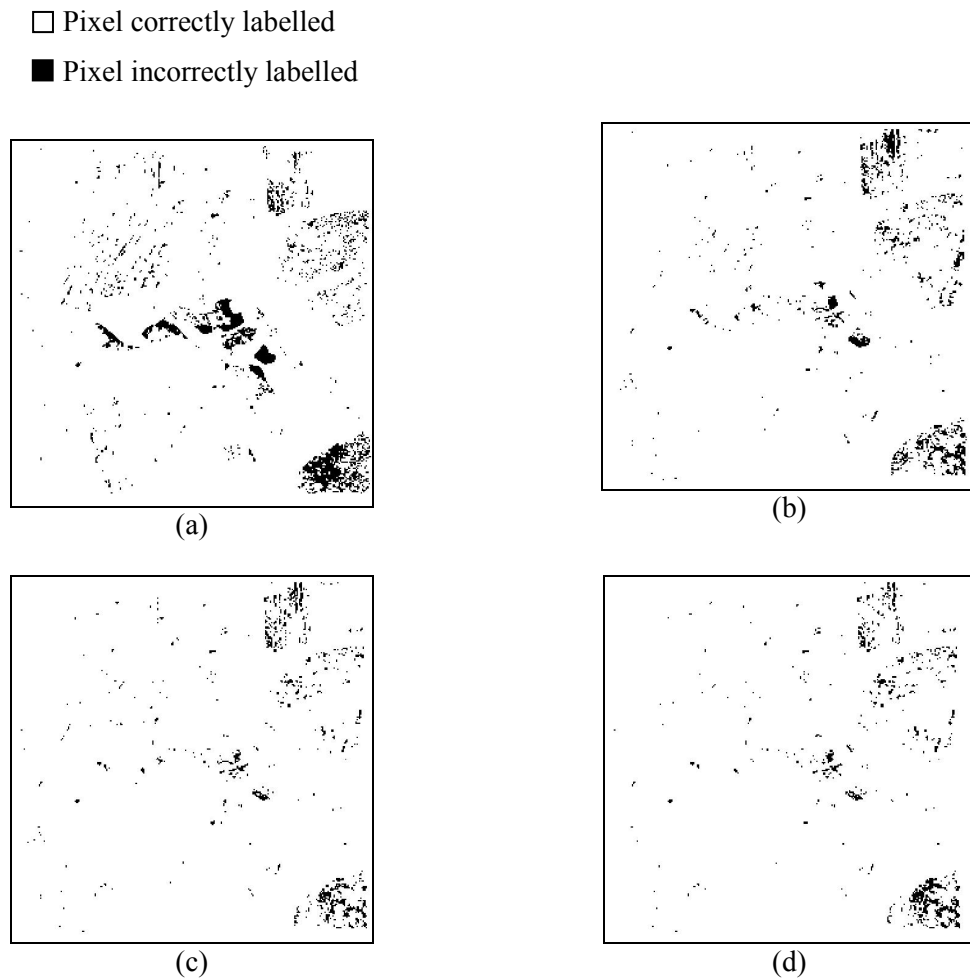 Pixel correctly labelled
Pixel incorrectly labelled
(a)
(b)
(c)
(d)